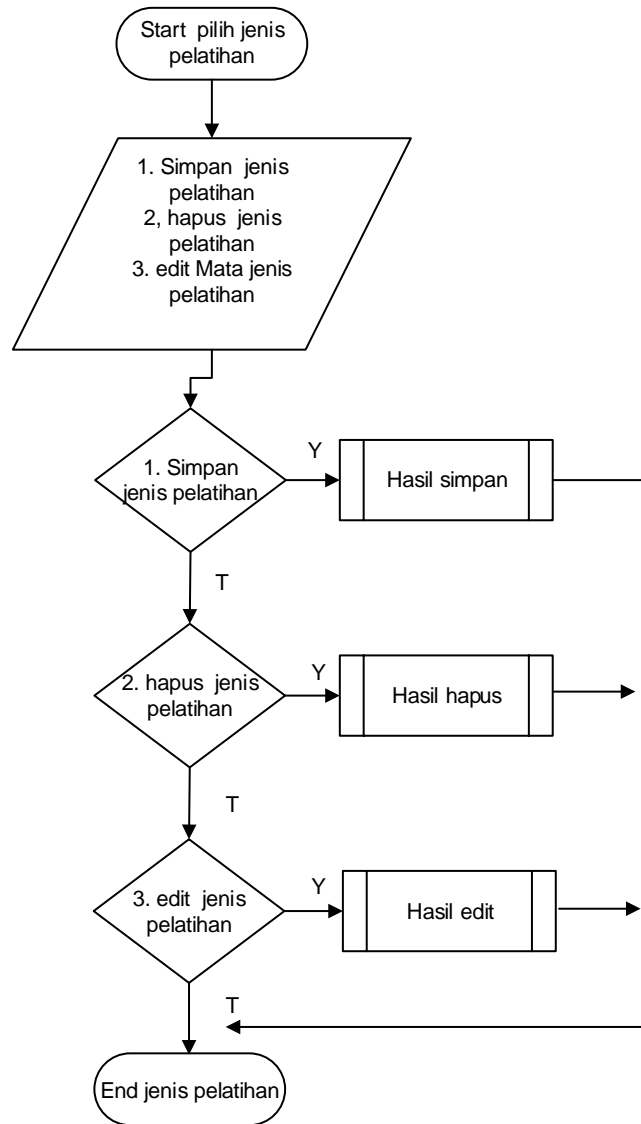 Start pilih jenis
pelatihan
1. Simpan jenis
pelatihan
2, hapus jenis
pelatihan
3. edit Mata jenis
pelatihan
1. Simpan
jenis pelatihan
Y
Hasil simpan
T
2. hapus jenis
pelatihan
Y
Hasil hapus
T
3. edit jenis
pelatihan
Y
Hasil edit
T
End jenis pelatihan